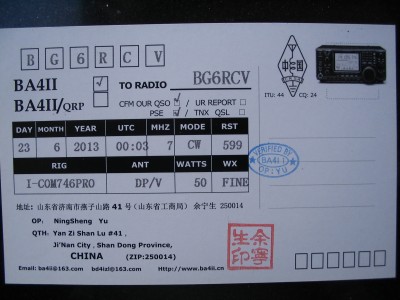 B G 6 R C V
BA4II √ TO RADIO BG6RCV
BA4II/QRP CFM OUR QSO / UR REPORT
PSE √ TNX QSL
ITU: 44 CQ: 24
DAY MONTH YEAR UTC MHZ MODE RST
23 6 2013 00:03 7 CW 599
RIG ANT WATTS WX
I-COM746PRO DP/V 50 FINE
VERIFIED BY
BA4II
OP: YU
地址: 山东省济南市燕子山路 41 号 (山东省工商局) 余宁生 250014
OP: NingSheng Yu
QTH: Yan Zi Shan Lu #41 ,
Ji'Nan City , Shan Dong Province,
CHINA (ZIP:250014)
Email: ba4ii@163.com bd4ixl@163.com Http://www.ba4ii.cn